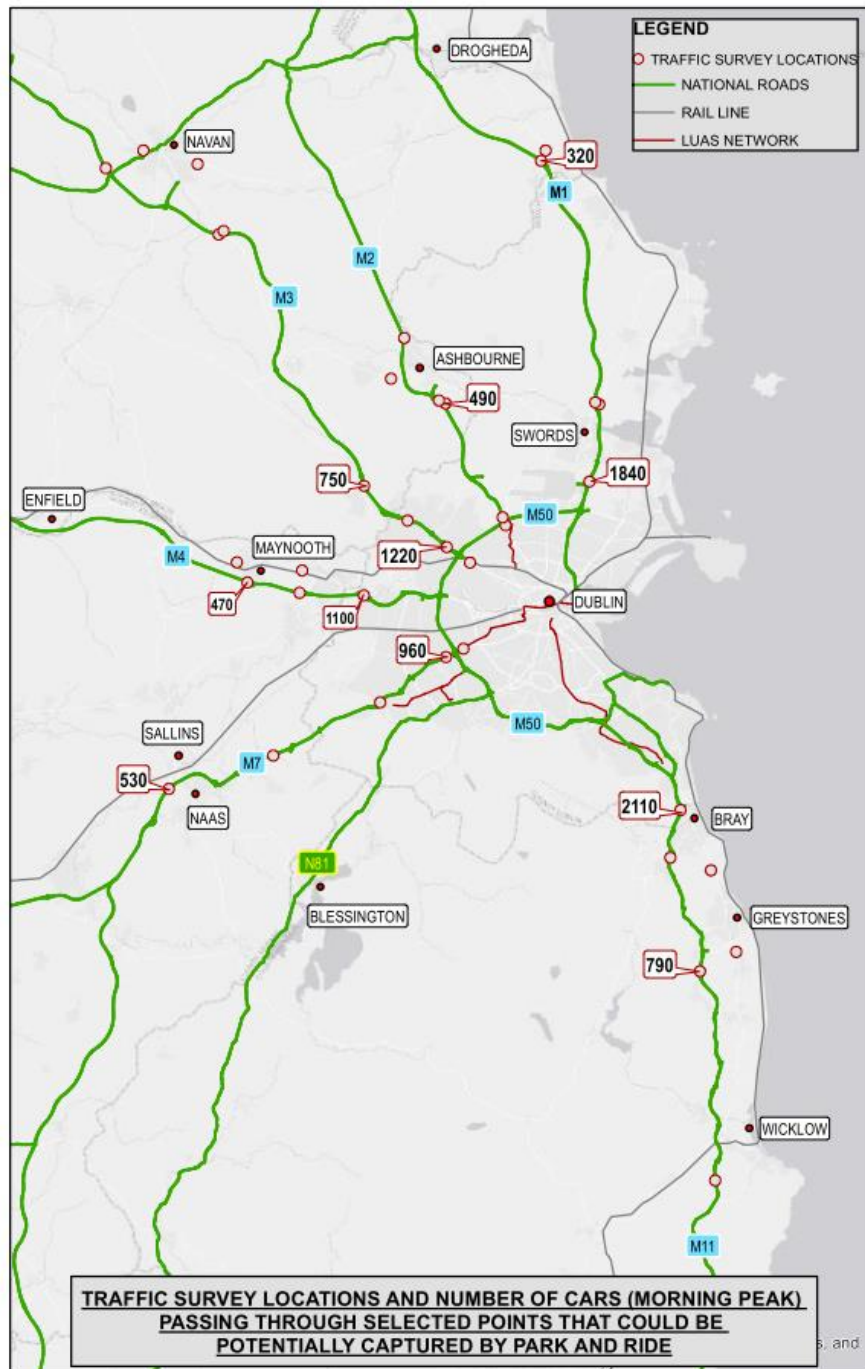 LEGEND
TRAFFIC SURVEY LOCATIONS
NATIONAL ROADS
RAIL LINE
LUAS NETWORK
DROGHEDA
NAVAN
320
M1
M2
M3
ASHBOURNE
490
SWORDS
750
1840
ENFIELD
M50
MAYNOOTH
1220
M4
470
1100
DUBLIN
960
SALLINS
M50
M7
530
NAAS
2110
BRAY
N81
BLESSINGTON
GREYSTONES
790
WICKLOW
M11
TRAFFIC SURVEY LOCATIONS AND NUMBER OF CARS (MORNING PEAK)
PASSING THROUGH SELECTED POINTS THAT COULD BE
POTENTIALLY CAPTURED BY PARK AND RIDE
s, and